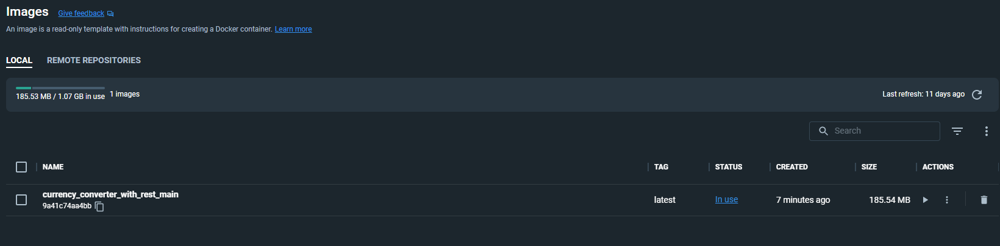 Images Give feedback
An image is a read-only template with instructions for creating a Docker container. Learn more
LOCAL REMOTE REPOSITORIES
185.53 MB / 1.07 GB in use 1 images Last refresh: 11 days ago
Search
NAME TAG STATUS CREATED SIZE ACTIONS
currency_converter_with_rest_main latest In use 7 minutes ago 185.54 MB
9a41c74aa4bb